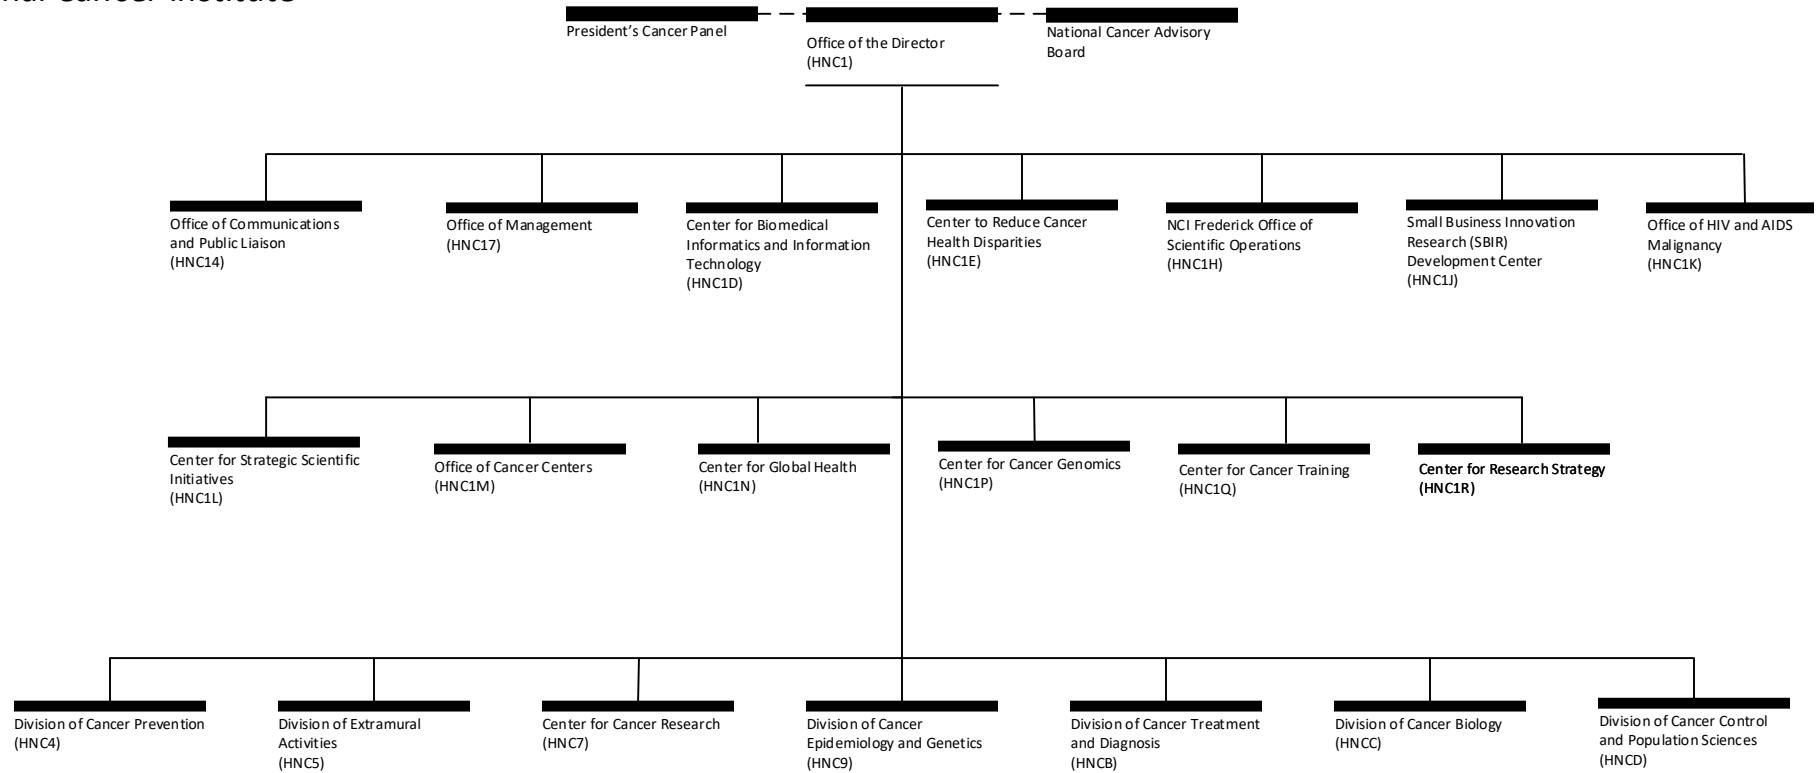 Cancer Institute
President's Cancer Panel
Office of the Director
(HNC1)
National Cancer Advisory
Board
Office of Communications
and Public Liaison
(HNC14)
Office of Management
(HNC17)
Center for Biomedical
Informatics and Information
Technology
(HNC1D)
Center to Reduce Cancer
Health Disparities
(HNC1E)
NCI Frederick Office of
Scientific Operations
(HNC1H)
Small Business Innovation
Research (SBIR)
Development Center
(HNC1J)
Office of HIV and AIDS
Malignancy
(HNC1K)
Center for Strategic Scientific
Initiatives
(HNC1L)
Office of Cancer Centers
(HNC1M)
Center for Global Health
(HNC1N)
Center for Cancer Genomics
(HNC1P)
Center for Cancer Training
(HNC1Q)
Center for Research Strategy
(HNC1R)
Division of Cancer Prevention
(HNC4)
Division of Extramural
Activities
(HNC5)
Center for Cancer Research
(HNC7)
Division of Cancer
Epidemiology and Genetics
(HNC9)
Division of Cancer Treatment
and Diagnosis
(HNCB)
Division of Cancer Biology
(HNCC)
Division of Cancer Control
and Population Sciences
(HNCD)